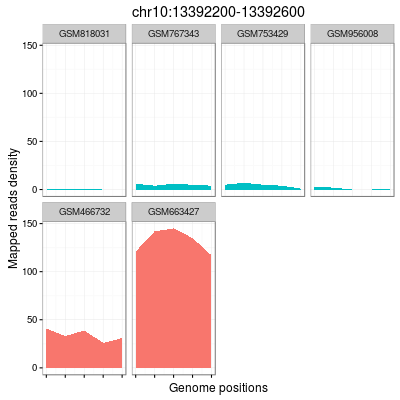 chr10:13392200-13392600
GSM818031 GSM767343 GSM753429 GSM956008
150
100
50
0
Mapped reads density
GSM466732 GSM663427
150
100
50
0
Genome positions